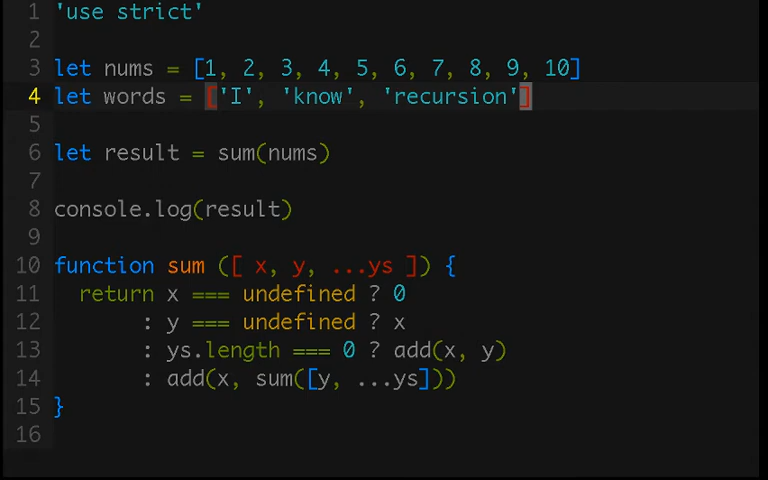 1 'use strict'
2
3 let nums = [1, 2, 3, 4, 5, 6, 7, 8, 9, 10]
4 let words = ['I', 'know', 'recursion']
5
6 let result = sum(nums)
7
8 console.log(result)
9
10 function sum ([ x, y, ...ys ]) {
11   return x === undefined ? 0
12        : y === undefined ? x
13        : ys.length === 0 ? add(x, y)
14        : add(x, sum([y, ...ys]))
15 }
16